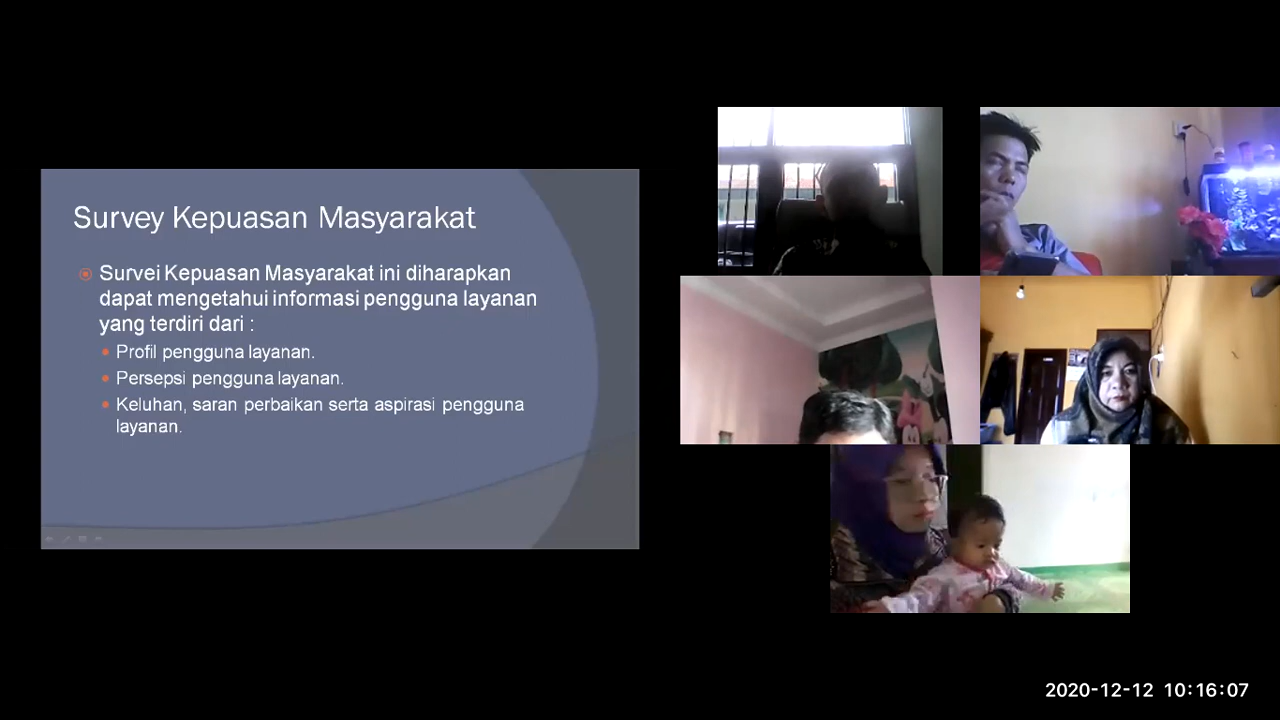 Survey Kepuasan Masyarakat
Survei Kepuasan Masyarakat ini diharapkan
dapat mengetahui informasi pengguna layanan
yang terdiri dari :
Profil pengguna layanan.
Persepsi pengguna layanan.
Keluhan, saran perbaikan serta aspirasi pengguna
layanan.
2020-12-12 10:16:07